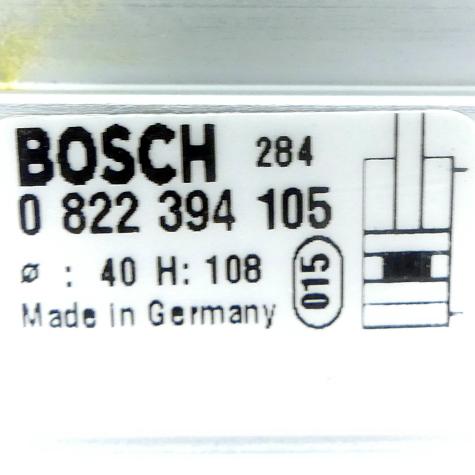 BOSCH 284
0 822 394 105
ø : 40 H: 108
015
Made in Germany